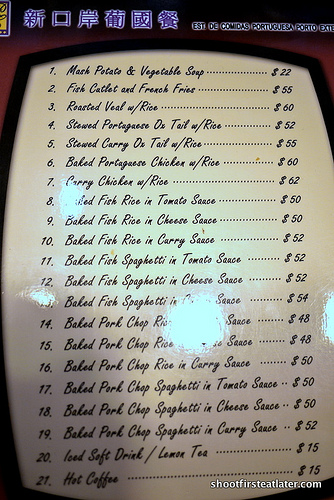 新口岸葡國餐
EST. DE COMIDAS PORTUGUESA PORTO EXTE
1. Mash Potato & Vegetable Soup $ 22
2. Fish Cutlet and French Fries $ 55
3. Roasted Veal w/Rice $ 60
4. Stewed Portuguese Ox Tail w/Rice $ 52
5. Stewed Curry Ox Tail w/Rice $ 55
6. Baked Portuguese Chicken w/Rice $ 60
7. Curry Chicken w/Rice $ 62
8. Baked Fish Rice in Tomato Sauce $ 50
9. Baked Fish Rice in Cheese Sauce $ 50
10. Baked Fish Rice in Curry Sauce $ 52
11. Baked Fish Spaghetti in Tomato Sauce $ 52
12. Baked Fish Spaghetti in Cheese Sauce $ 52
13. Baked Fish Spaghetti in Sauce $ 54
14. Baked Pork Chop Rice Sauce $ 48
15. Baked Pork Chop Rice Sauce $ 48
16. Baked Pork Chop Rice in Curry Sauce $ 50
17. Baked Pork Chop Spaghetti in Tomato Sauce $ 50
18. Baked Pork Chop Spaghetti in Cheese Sauce $ 50
19. Baked Pork Chop Spaghetti in Curry Sauce $ 52
20. Iced Soft Drink / Lemon Tea $ 15
21. Hot Coffee $ 15
shootfirsteatlater.com